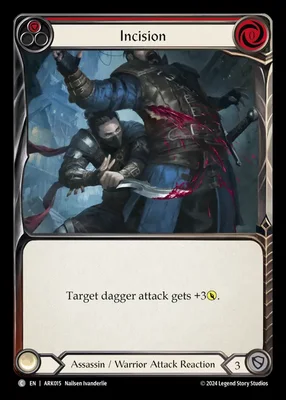 Incision
Target dagger attack gets +3.
Assassin / Warrior Attack Reaction
3
C EN | ARK015 Nailsen Ivanderlie
© 2024 Legend Story Studios